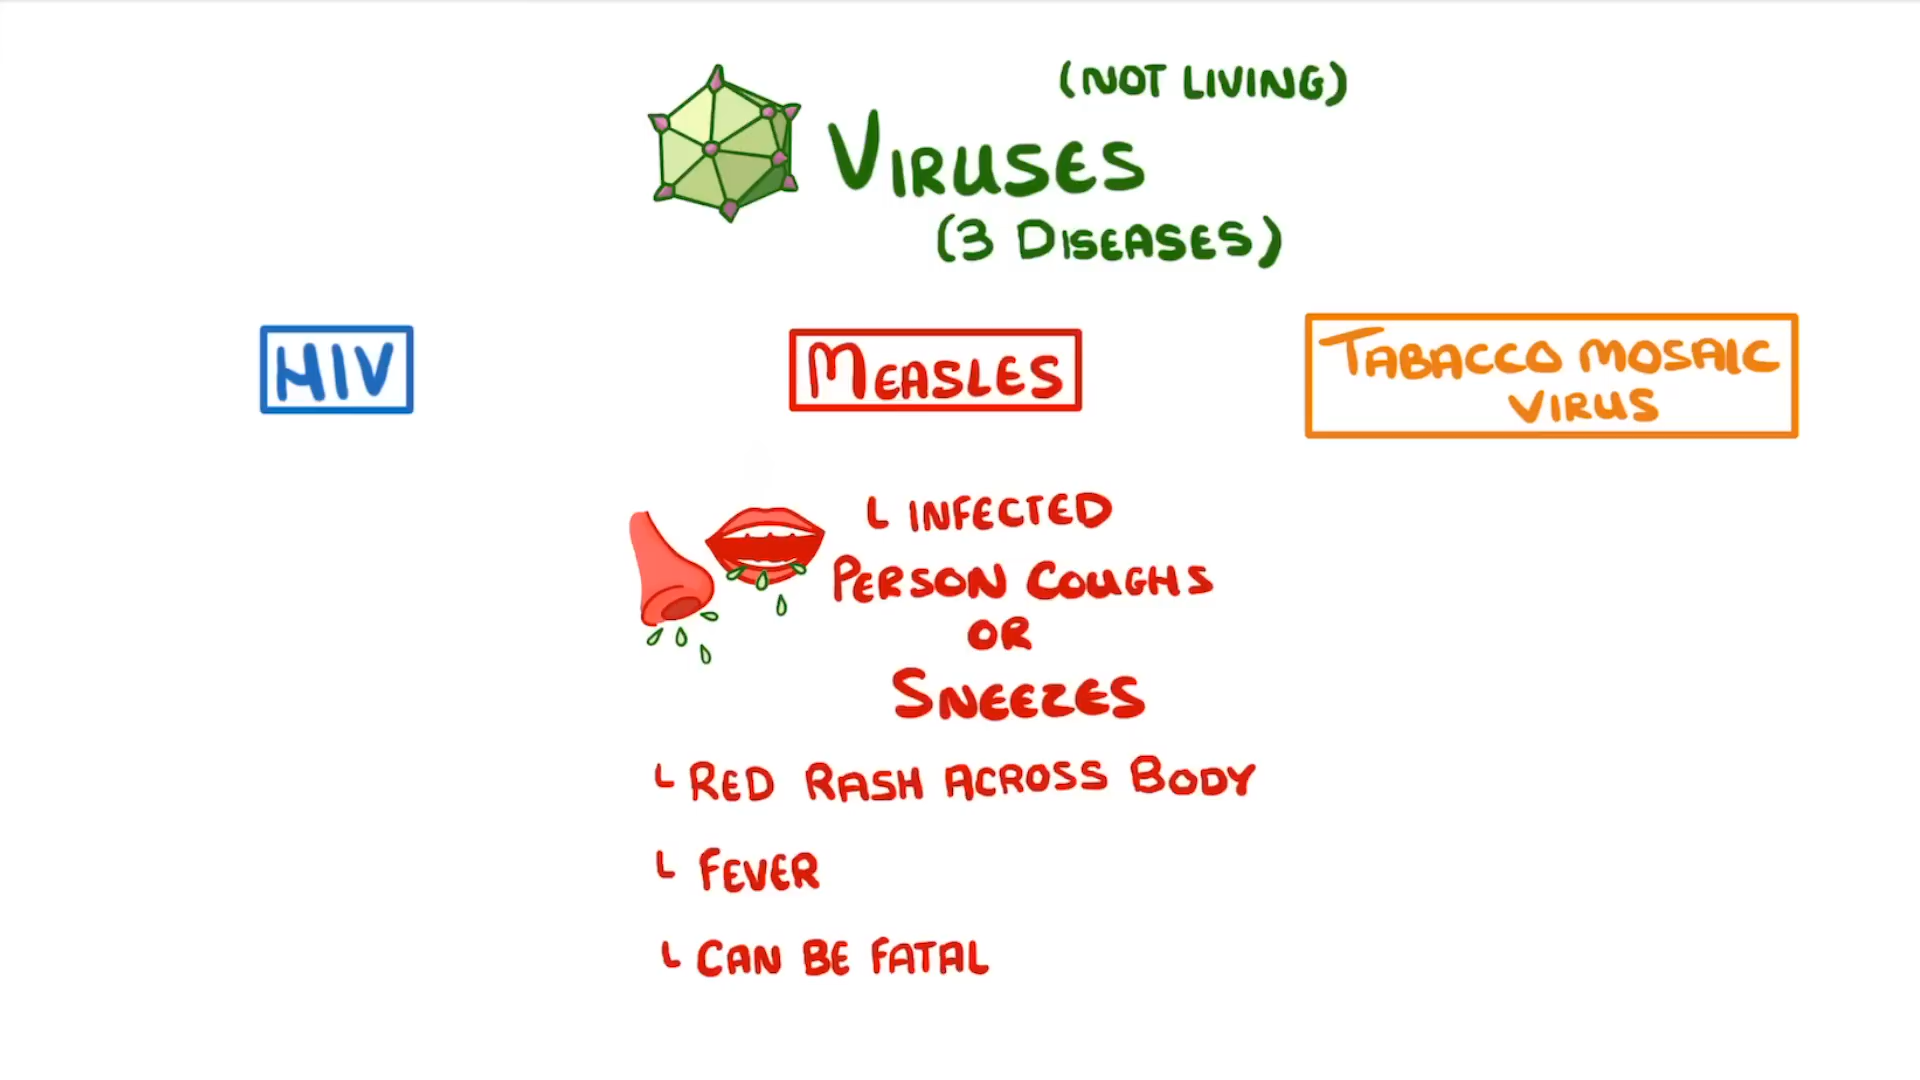 (NOT LIVING)
VIRUSES
(3 DISEASES)
HIV
MEASLES
TABACCO MOSAIC
VIRUS
L INFECTED
PERSON COUGHS
OR
SNEEZES
L RED RASH ACROSS BODY
L FEVER
L CAN BE FATAL